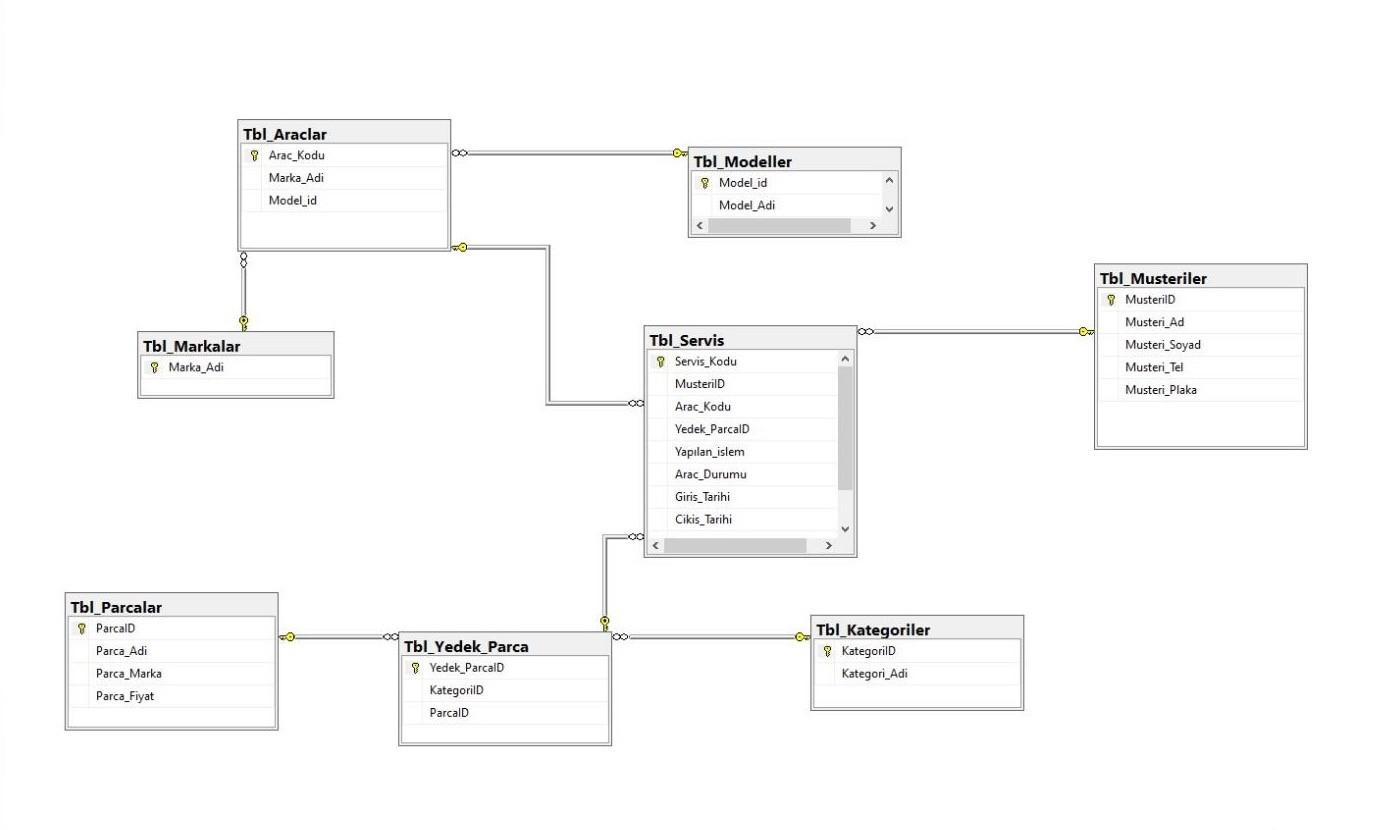 Tbl_Araclar
Arac_Kodu
Marka_Adi
Model_id
Tbl_Modeller
Model_id
Model_Adi
Tbl_Musteriler
MusteriID
Musteri_Ad
Musteri_Soyad
Musteri_Tel
Musteri_Plaka
Tbl_Markalar
Marka_Adi
Tbl_Servis
Servis_Kodu
MusteriID
Arac_Kodu
Yedek_ParcaID
Yapılan_islem
Arac_Durumu
Giris_Tarihi
Cikis_Tarihi
Tbl_Parcalar
ParcaID
Parca_Adi
Parca_Marka
Parca_Fiyat
Tbl_Yedek_Parca
Yedek_ParcaID
KategoriID
ParcaID
Tbl_Kategoriler
KategoriID
Kategori_Adi